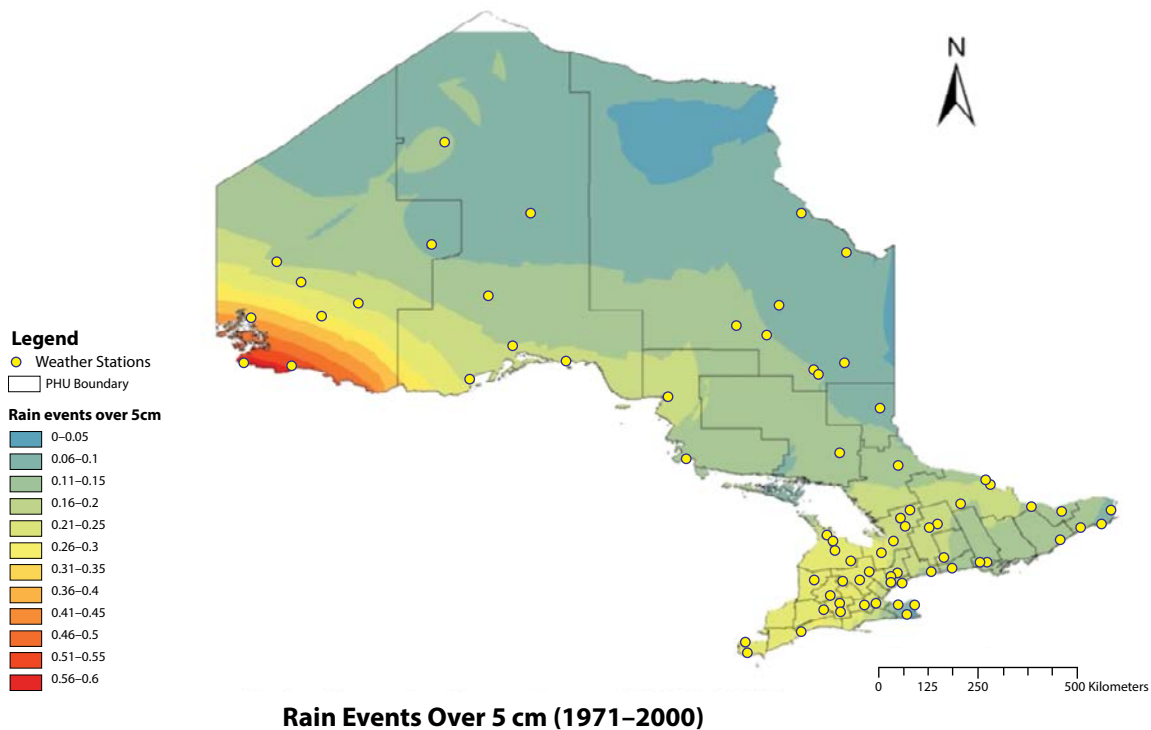 N
Legend
Weather Stations
PHU Boundary
Rain events over 5cm
0–0.05
0.06–0.1
0.11–0.15
0.16–0.2
0.21–0.25
0.26–0.3
0.31–0.35
0.36–0.4
0.41–0.45
0.46–0.5
0.51–0.55
0.56–0.6
0 125 250 500 Kilometers
Rain Events Over 5 cm (1971–2000)